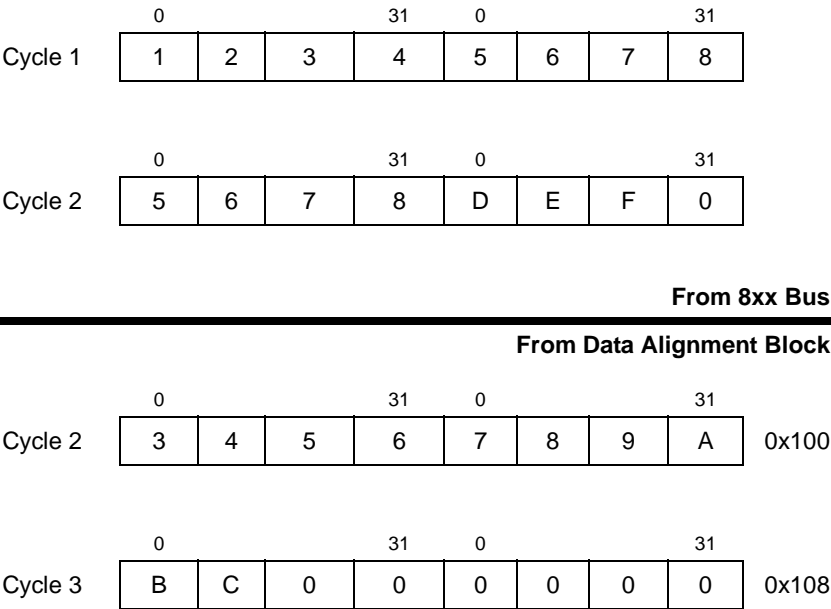 0 31 0 31
Cycle 1 1 2 3 4 5 6 7 8
0 31 0 31
Cycle 2 5 6 7 8 D E F 0
From 8xx Bus
From Data Alignment Block
0 31 0 31
Cycle 2 3 4 5 6 7 8 9 A 0x100
0 31 0 31
Cycle 3 B C 0 0 0 0 0 0 0x108